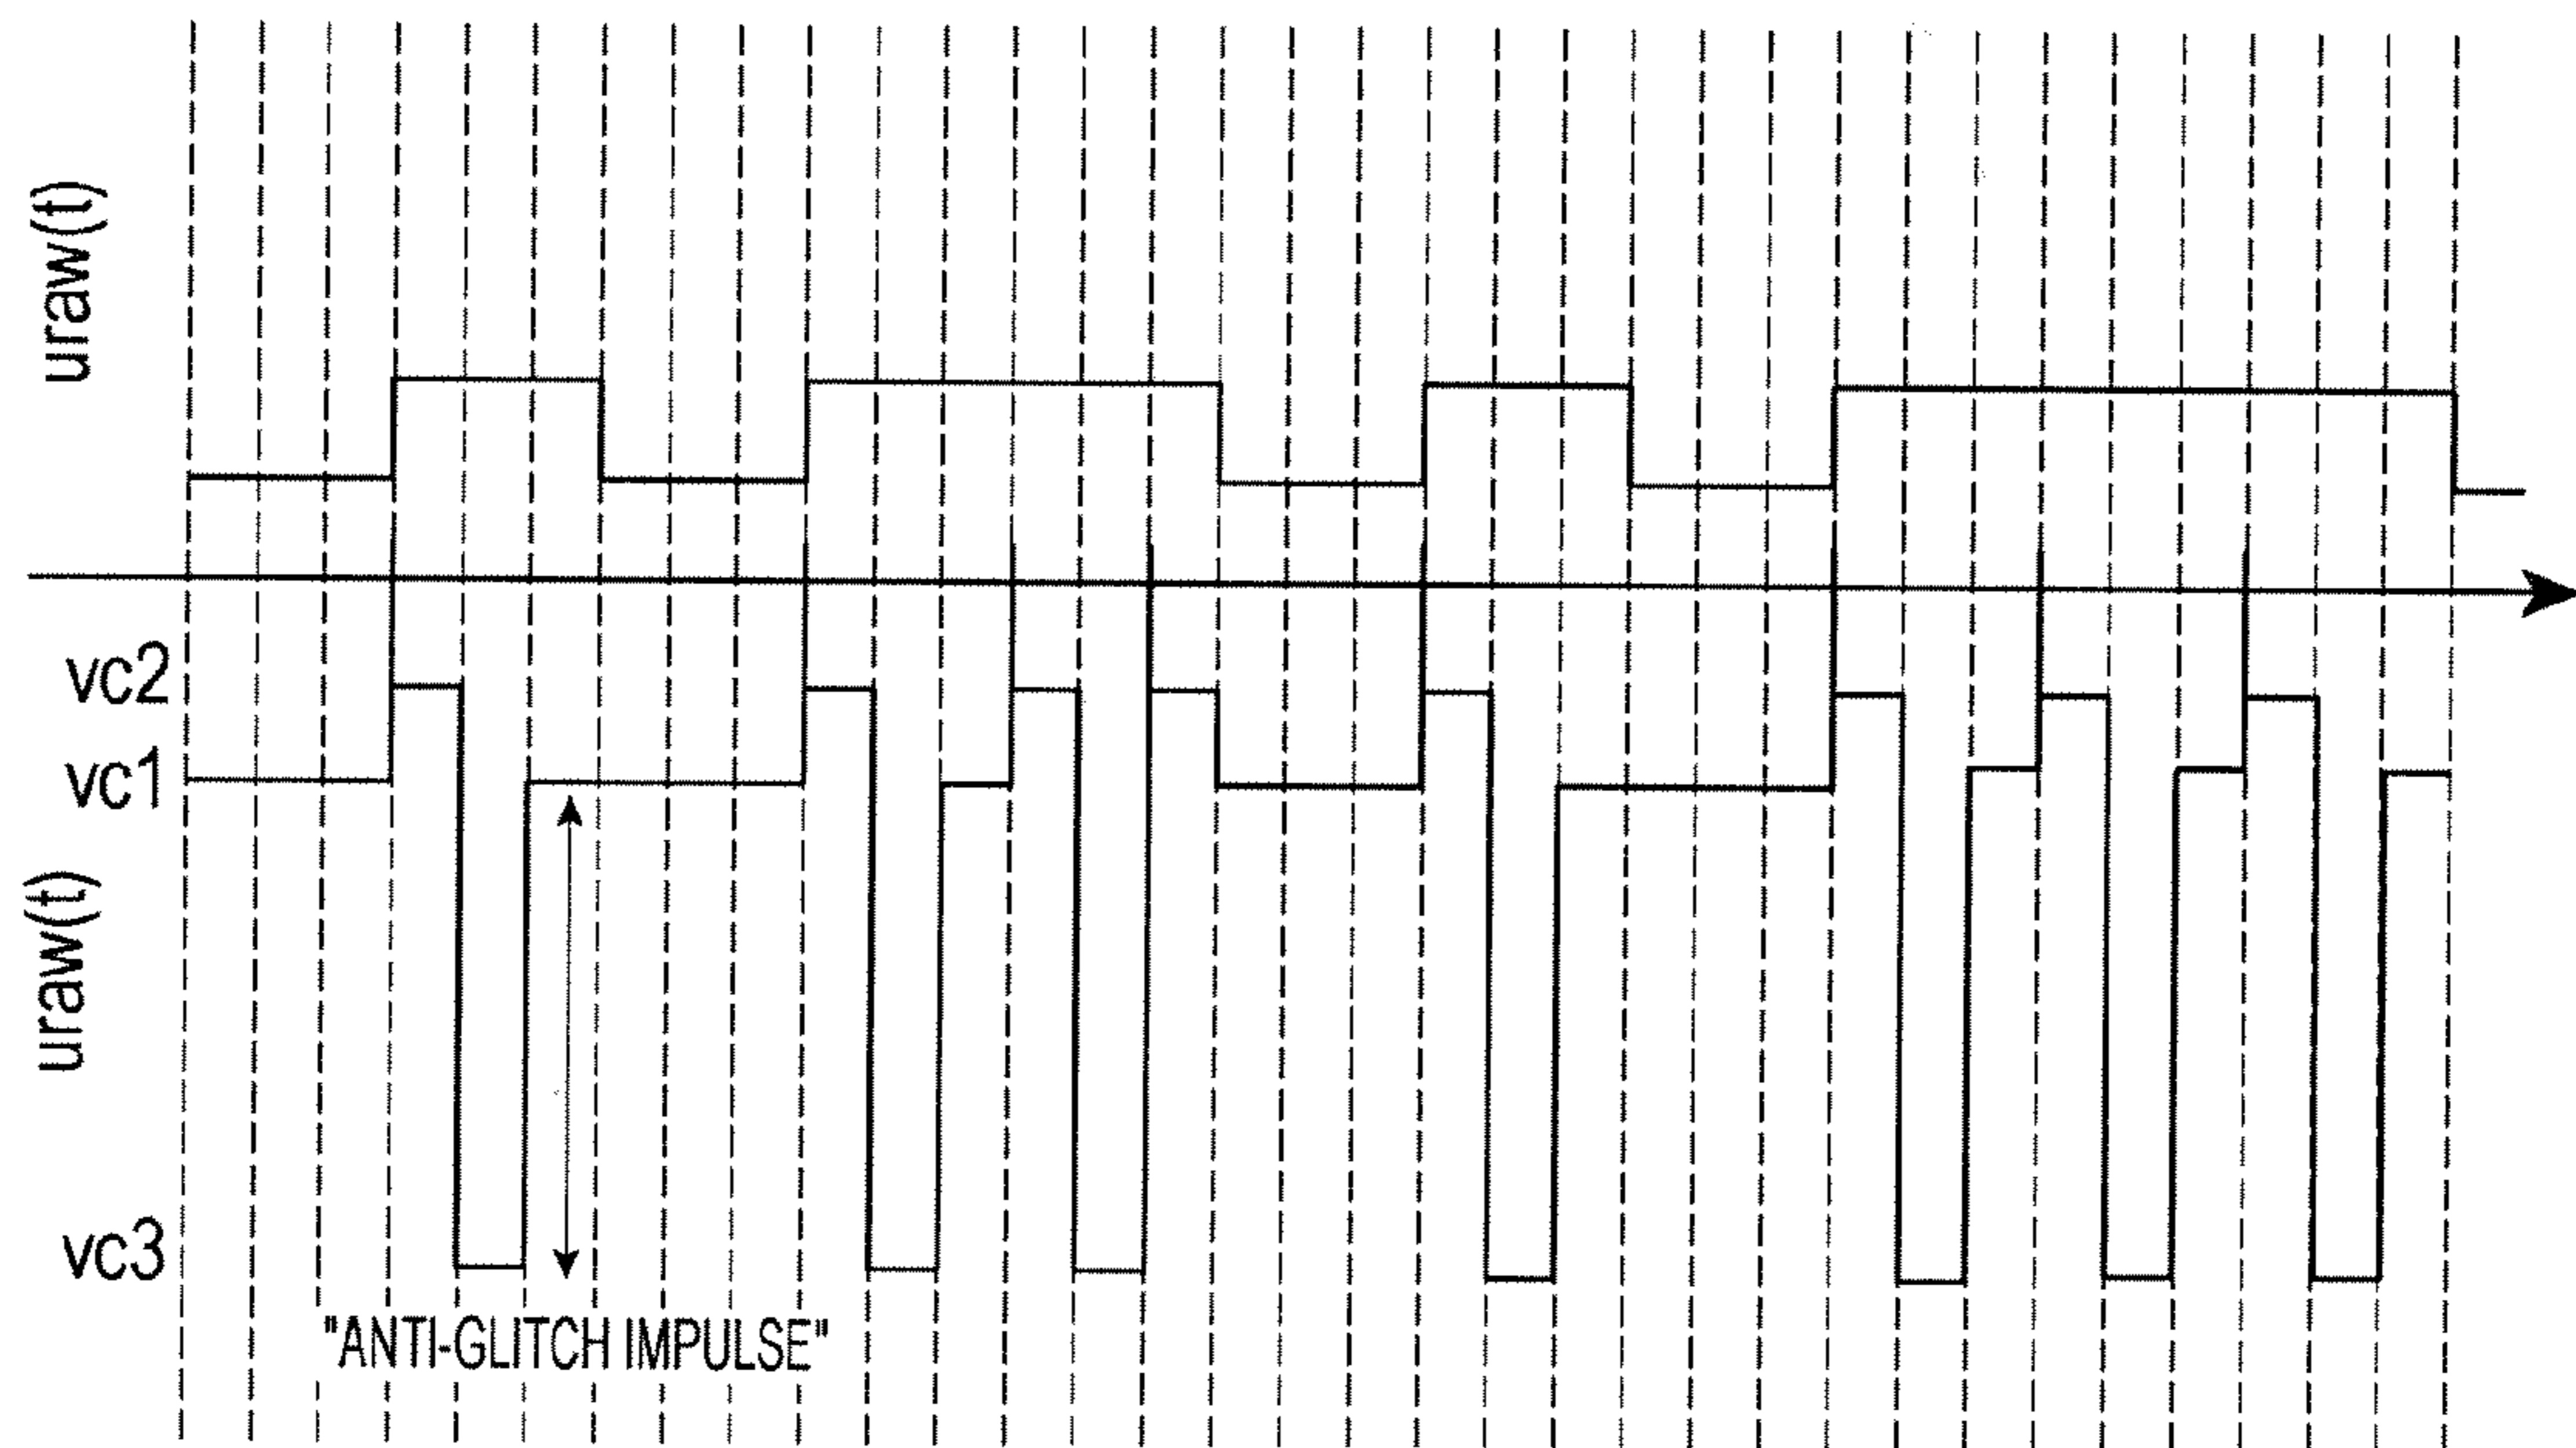 uraw(t)
vc2
vc1
uraw(t)
vc3
"ANTI-GLITCH IMPULSE"